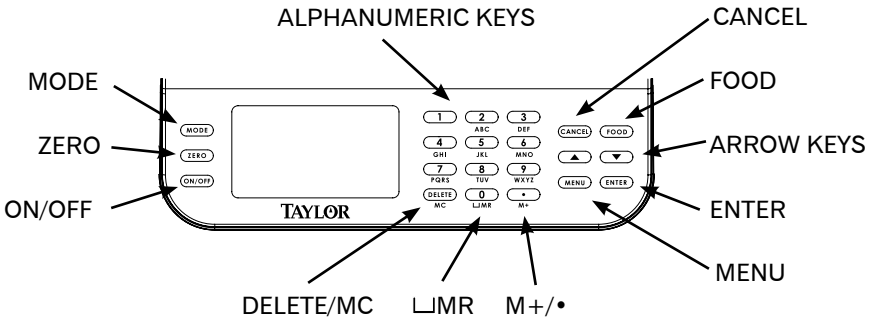 ALPHANUMERIC KEYS
CANCEL
MODE
FOOD
ZERO
ARROW KEYS
ON/OFF
ENTER
MENU
DELETE/MC
⌴MR
M+/•
MODE
ZERO
ON/OFF
TAYLOR
1 2 3
ABC DEF
4 5 6
GHI JKL MNO
7 8 9
PQRS TUV WXYZ
DELETE 0 •
MC ⌴MR M+
CANCEL FOOD
▲ ▼
MENU ENTER